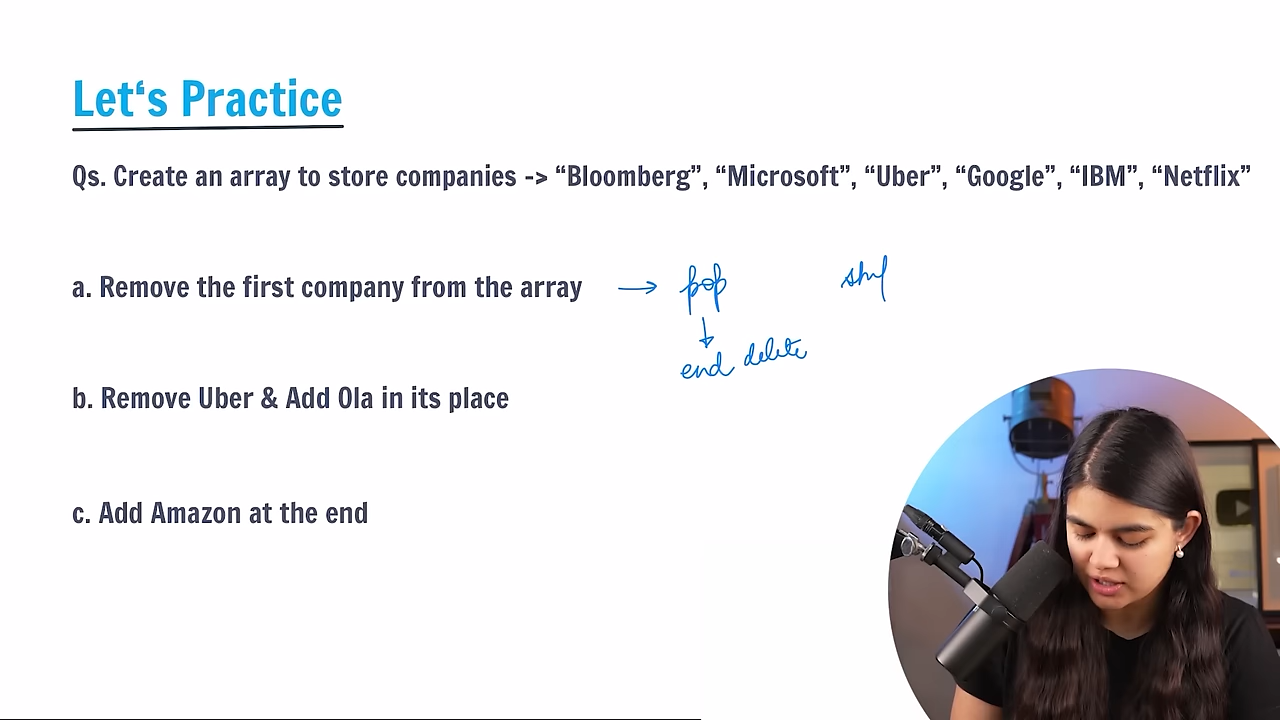 Let‘s Practice
Qs. Create an array to store companies -> “Bloomberg”, “Microsoft”, “Uber”, “Google”, “IBM”, “Netflix”
a. Remove the first company from the array → pop
↓
end delete
b. Remove Uber & Add Ola in its place
c. Add Amazon at the end